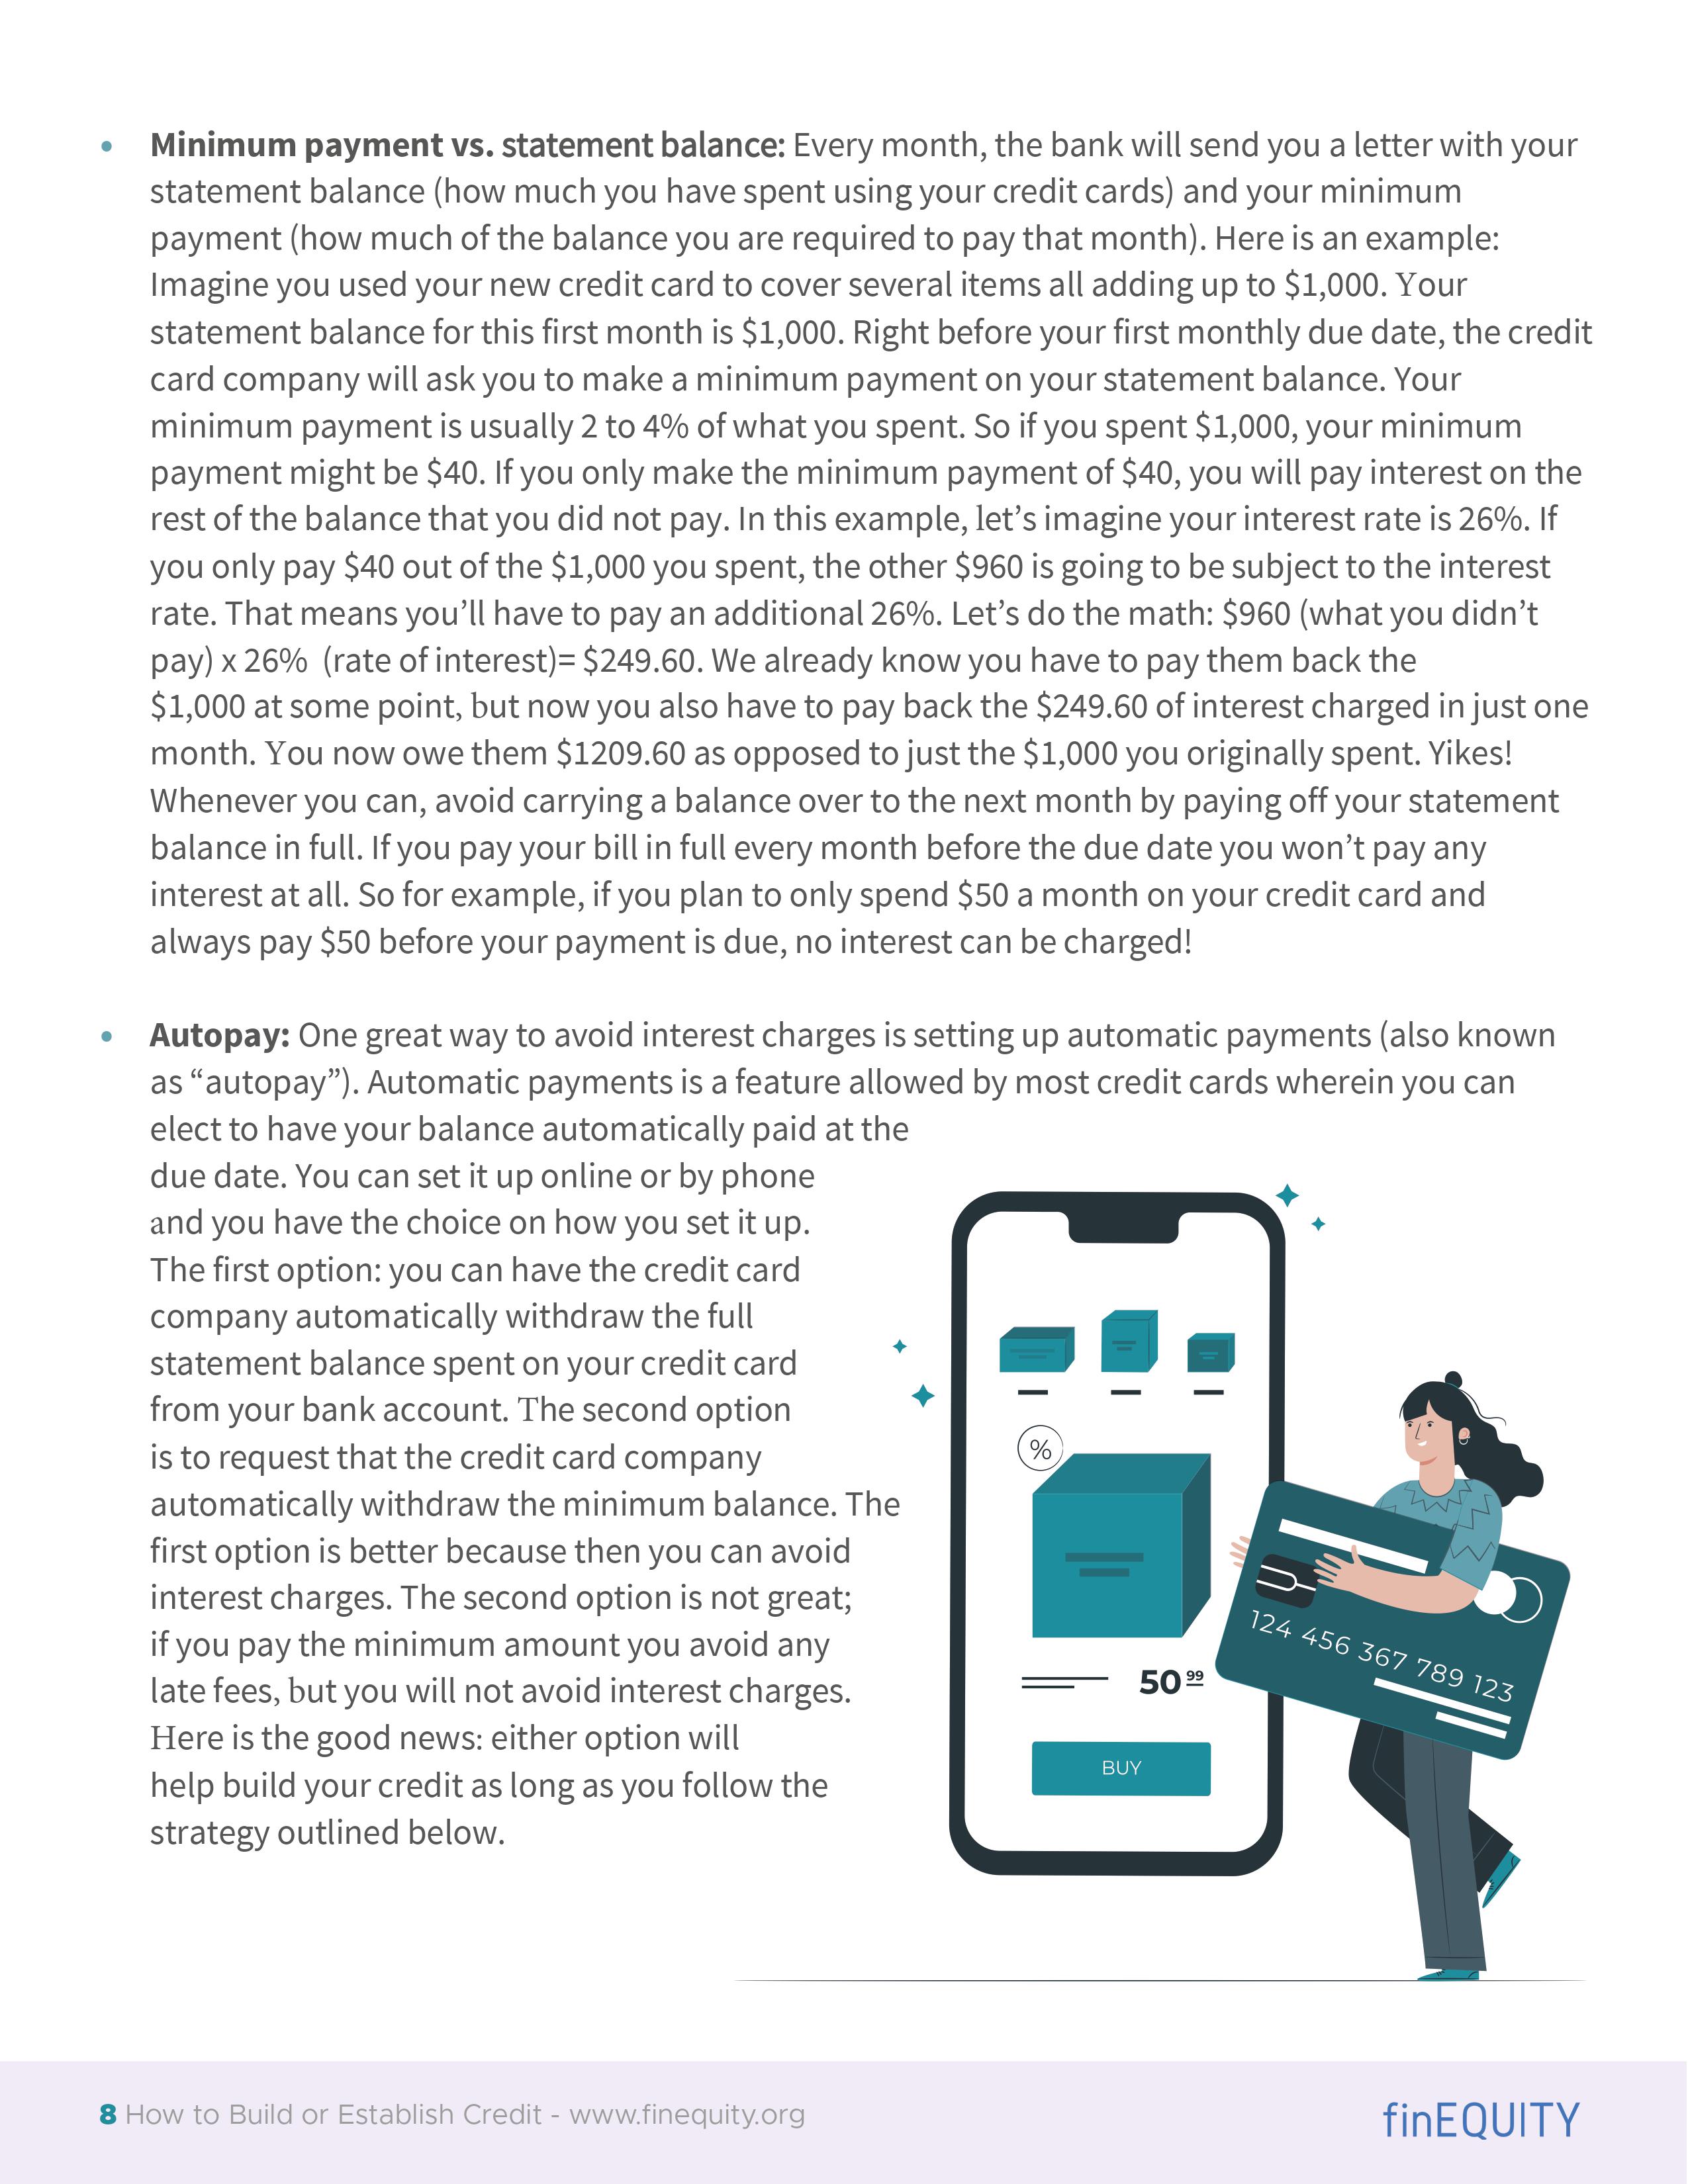 • Minimum payment vs. statement balance: Every month, the bank will send you a letter with your
statement balance (how much you have spent using your credit cards) and your minimum
payment (how much of the balance you are required to pay that month). Here is an example:
Imagine you used your new credit card to cover several items all adding up to $1,000. Your
statement balance for this first month is $1,000. Right before your first monthly due date, the credit
card company will ask you to make a minimum payment on your statement balance. Your
minimum payment is usually 2 to 4% of what you spent. So if you spent $1,000, your minimum
payment might be $40. If you only make the minimum payment of $40, you will pay interest on the
rest of the balance that you did not pay. In this example, let’s imagine your interest rate is 26%. If
you only pay $40 out of the $1,000 you spent, the other $960 is going to be subject to the interest
rate. That means you’ll have to pay an additional 26%. Let’s do the math: $960 (what you didn’t
pay) x 26% (rate of interest)= $249.60. We already know you have to pay them back the
$1,000 at some point, but now you also have to pay back the $249.60 of interest charged in just one
month. You now owe them $1209.60 as opposed to just the $1,000 you originally spent. Yikes!
Whenever you can, avoid carrying a balance over to the next month by paying off your statement
balance in full. If you pay your bill in full every month before the due date you won’t pay any
interest at all. So for example, if you plan to only spend $50 a month on your credit card and
always pay $50 before your payment is due, no interest can be charged!
• Autopay: One great way to avoid interest charges is setting up automatic payments (also known
as “autopay”). Automatic payments is a feature allowed by most credit cards wherein you can
elect to have your balance automatically paid at the
due date. You can set it up online or by phone
and you have the choice on how you set it up.
The first option: you can have the credit card
company automatically withdraw the full
statement balance spent on your credit card
from your bank account. The second option
is to request that the credit card company
automatically withdraw the minimum balance. The
first option is better because then you can avoid
interest charges. The second option is not great;
if you pay the minimum amount you avoid any
late fees, but you will not avoid interest charges.
Here is the good news: either option will
help build your credit as long as you follow the
strategy outlined below.
%
50 99
BUY
124 456 367 789 123
8 How to Build or Establish Credit - www.finequity.org
finEQUITY